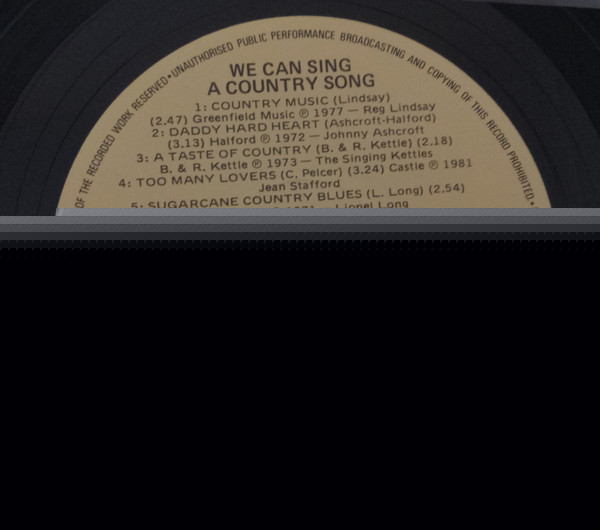 OF THE RECORDED WORK RESERVED•UNAUTHORISED PUBLIC PERFORMANCE BROADCASTING AND COPYING OF THIS RECORD PROHIBITED.•
WE CAN SING
A COUNTRY SONG
1: COUNTRY MUSIC (Lindsay)
(2.47) Greenfield Music ℗ 1977 — Reg Lindsay
2: DADDY HARD HEART (Ashcroft-Halford)
(3.13) Halford ℗ 1972 — Johnny Ashcroft
3: A TASTE OF COUNTRY (B. & R. Kettle) (2.18)
B. & R. Kettle ℗ 1973 — The Singing Kettles
4: TOO MANY LOVERS (C. Pelcer) (3.24) Castle ℗ 1981
Jean Stafford
5: SUGARCANE COUNTRY BLUES (L. Long) (2.54)
— Lionel Long